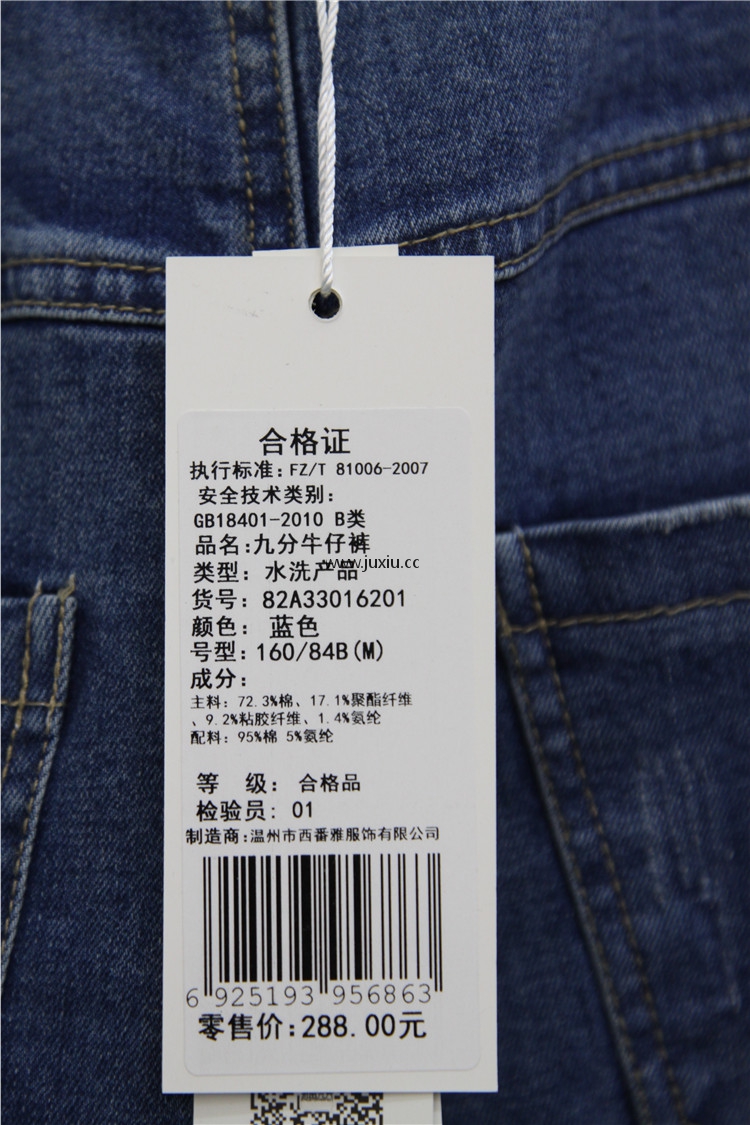 合格证
执行标准：FZ/T 81006-2007
安全技术类别：
GB18401-2010 B类
品名：九分牛仔裤
www.juxiu.cc
类型：水洗产品
货号：82A33016201
颜色：蓝色
号型：160/84B(M)
成分：
主料：72.3%棉、17.1%聚酯纤维
、9.2%粘胶纤维、1.4%氨纶
配料：95%棉 5%氨纶
等 级：合格品
检验员：01
制造商：温州市西番雅服饰有限公司
6 925193 956863
零售价：288.00元